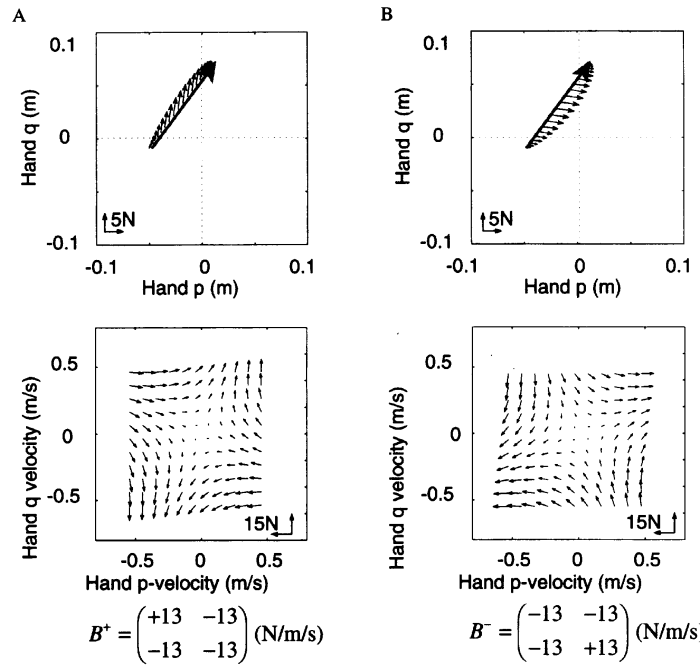 A
0.1
Hand q (m)
0
5N
-0.1
-0.1 0 0.1
Hand p (m)
B
0.1
Hand q (m)
0
5N
-0.1
-0.1 0 0.1
Hand p (m)
0.5
Hand q velocity (m/s)
0
-0.5
15N
-0.5 0 0.5
Hand p-velocity (m/s)
B⁺ = (+13 -13
-13 -13) (N/m/s)
0.5
Hand q velocity (m/s)
0
-0.5
15N
-0.5 0 0.5
Hand p-velocity (m/s)
B⁻ = (-13 -13
-13 +13) (N/m/s)